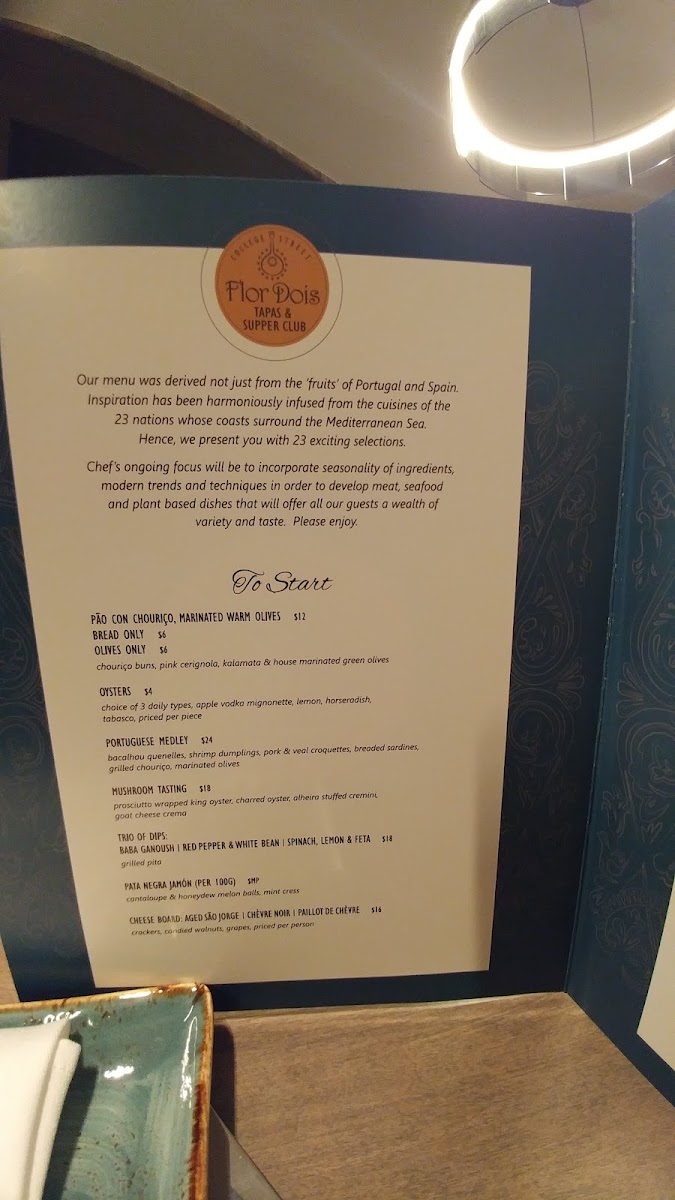 COLLEGE STREET
Flor Dois
TAPAS &
SUPPER CLUB
Our menu was derived not just from the 'fruits' of Portugal and Spain.
Inspiration has been harmoniously infused from the cuisines of the
23 nations whose coasts surround the Mediterranean Sea.
Hence, we present you with 23 exciting selections.
Chef's ongoing focus will be to incorporate seasonality of ingredients,
modern trends and techniques in order to develop meat, seafood
and plant based dishes that will offer all our guests a wealth of
variety and taste. Please enjoy.
To Start
PÃO CON CHOURIÇO, MARINATED WARM OLIVES $12
BREAD ONLY $6
OLIVES ONLY $6
chouriço buns, pink cerignola, kalamata & house marinated green olives
OYSTERS $4
choice of 3 daily types, apple vodka mignonette, lemon, horseradish,
tabasco, priced per piece
PORTUGUESE MEDLEY $24
bacalhau quenelles, shrimp dumplings, pork & veal croquettes, breaded sardines,
grilled chouriço, marinated olives
MUSHROOM TASTING $18
prosciutto wrapped king oyster, charred oyster, alheira stuffed cremini,
goat cheese crema
TRIO OF DIPS:
BABA GANOUSH | RED PEPPER & WHITE BEAN | SPINACH, LEMON & FETA $18
grilled pita
PATA NEGRA JAMÓN (PER 100G) $MP
cantaloupe & honeydew melon balls, mint cress
CHEESE BOARD: AGED SÃO JORGE | CHÈVRE NOIR | PAILLOT DE CHÈVRE $16
crackers, candied walnuts, grapes, priced per person